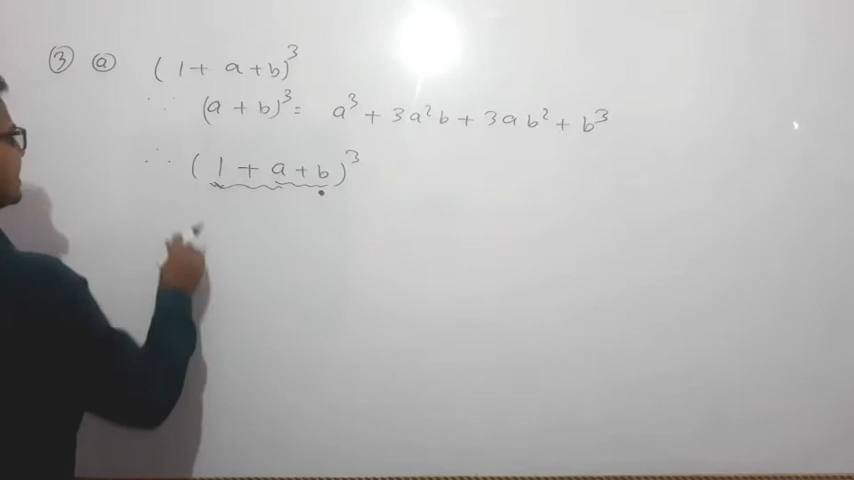 ③ ⓐ (1 + a + b)³
∵ (a + b)³ = a³ + 3a²b + 3ab² + b³
∴ (1 + a + b)³